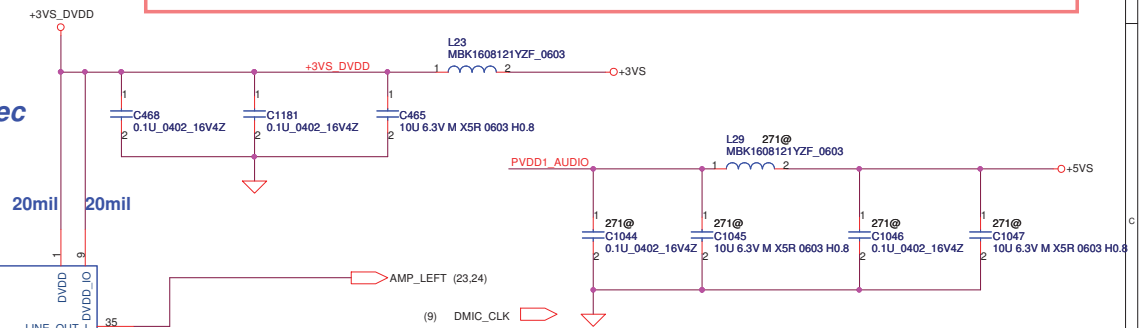 +3VS_DVDD
L23
MBK1608121YZF_0603
+3VS_DVDD
1
2
+3VS
ec
1
C468
0.1U_0402_16V4Z
2
1
C1181
0.1U_0402_16V4Z
2
1
C465
10U 6.3V M X5R 0603 H0.8
2
L29 271@
MBK1608121YZF_0603
PVDD1_AUDIO
1
2
+5VS
20mil
20mil
1
271@
C1044
0.1U_0402_16V4Z
2
1
271@
C1045
10U 6.3V M X5R 0603 H0.8
2
1
271@
C1046
0.1U_0402_16V4Z
2
1
271@
C1047
10U 6.3V M X5R 0603 H0.8
2
C
1
9
DVDD
DVDD_IO
AMP_LEFT (23,24)
(9) DMIC_CLK
LINE_OUT_L
35